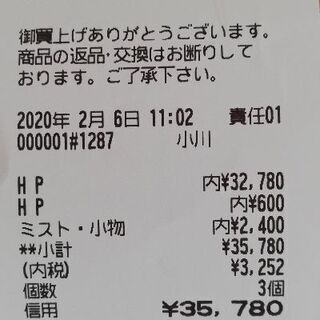 御買上げありがとうございます。
商品の返品・交換はお断りして
おります。ご了承下さい。
2020年 2月 6日 11:02 責任01
000001#1287 小川
HP 内¥32,780
HP 内¥600
ミスト・小物 内¥2,400
**小計 ¥35,780
(内税) ¥3,252
個数 3個
信用 ¥35,780